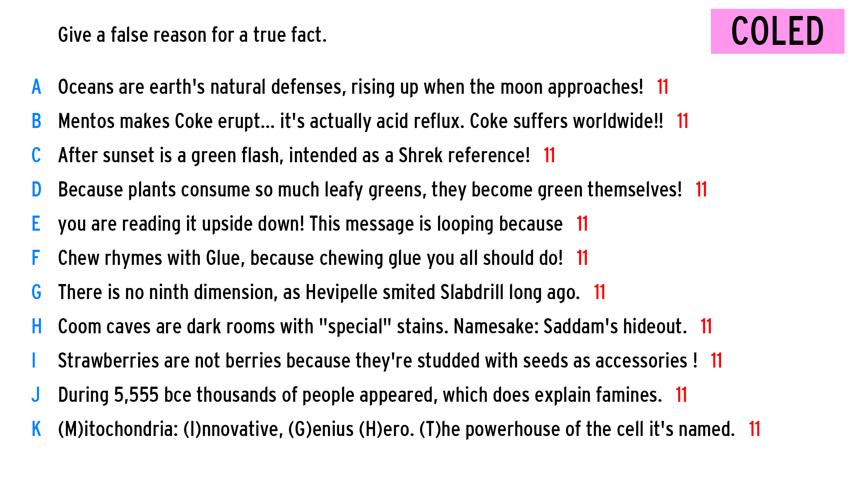 Give a false reason for a true fact.
COLED
A Oceans are earth's natural defenses, rising up when the moon approaches! 11
B Mentos makes Coke erupt... it's actually acid reflux. Coke suffers worldwide!! 11
C After sunset is a green flash, intended as a Shrek reference! 11
D Because plants consume so much leafy greens, they become green themselves! 11
E you are reading it upside down! This message is looping because 11
F Chew rhymes with Glue, because chewing glue you all should do! 11
G There is no ninth dimension, as Hevipelle smited Slabdrill long ago. 11
H Coom caves are dark rooms with "special" stains. Namesake: Saddam's hideout. 11
I Strawberries are not berries because they're studded with seeds as accessories ! 11
J During 5,555 bce thousands of people appeared, which does explain famines. 11
K (M)itochondria: (I)nnovative, (G)enius (H)ero. (T)he powerhouse of the cell it's named. 11